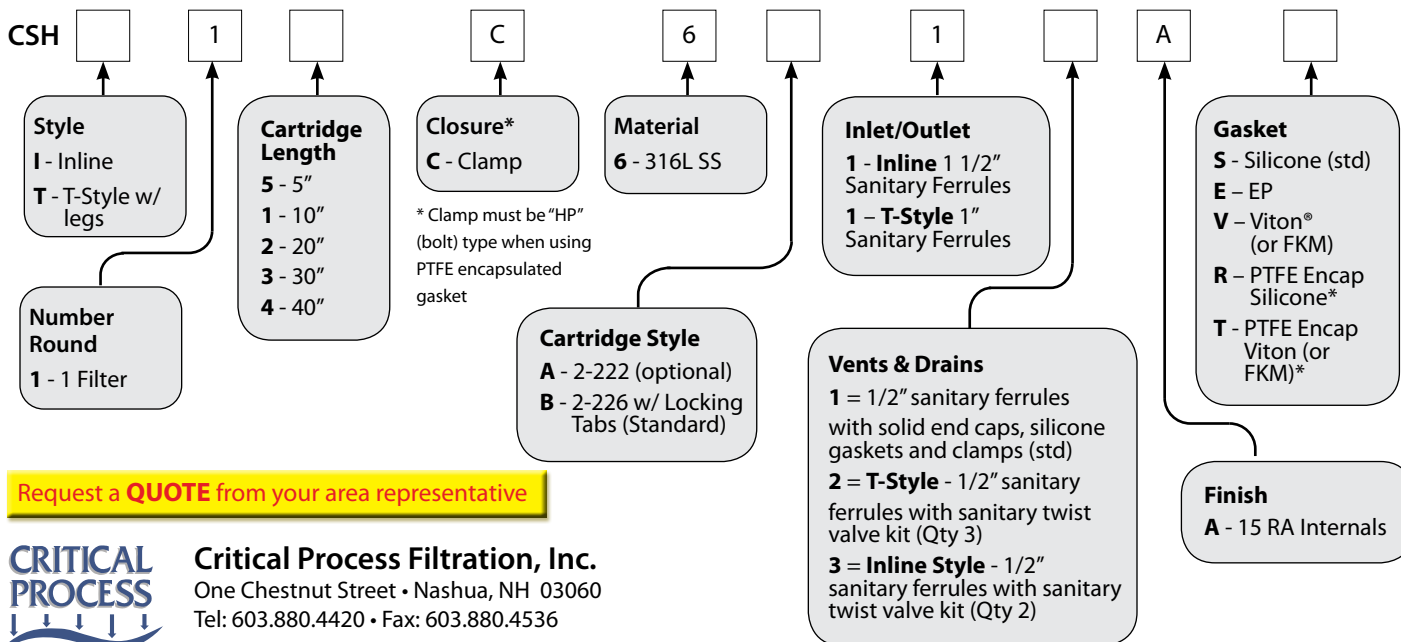 CSH 1 C 6 1 A
Style
I - Inline
T - T-Style w/
legs
Number
Round
1 - 1 Filter
Cartridge
Length
5 - 5”
1 - 10”
2 - 20”
3 - 30”
4 - 40”
Closure*
C - Clamp
* Clamp must be “HP”
(bolt) type when using
PTFE encapsulated
gasket
Material
6 - 316L SS
Cartridge Style
A - 2-222 (optional)
B - 2-226 w/ Locking
Tabs (Standard)
Inlet/Outlet
1 - Inline 1 1/2”
Sanitary Ferrules
1 – T-Style 1”
Sanitary Ferrules
Vents & Drains
1 = 1/2” sanitary ferrules
with solid end caps, silicone
gaskets and clamps (std)
2 = T-Style - 1/2” sanitary
ferrules with sanitary twist
valve kit (Qty 3)
3 = Inline Style - 1/2”
sanitary ferrules with sanitary
twist valve kit (Qty 2)
Gasket
S - Silicone (std)
E – EP
V – Viton®
(or FKM)
R – PTFE Encap
Silicone*
T - PTFE Encap
Viton (or
FKM)*
Finish
A - 15 RA Internals
Request a QUOTE from your area representative
CRITICAL
PROCESS
Critical Process Filtration, Inc.
One Chestnut Street • Nashua, NH 03060
Tel: 603.880.4420 • Fax: 603.880.4536